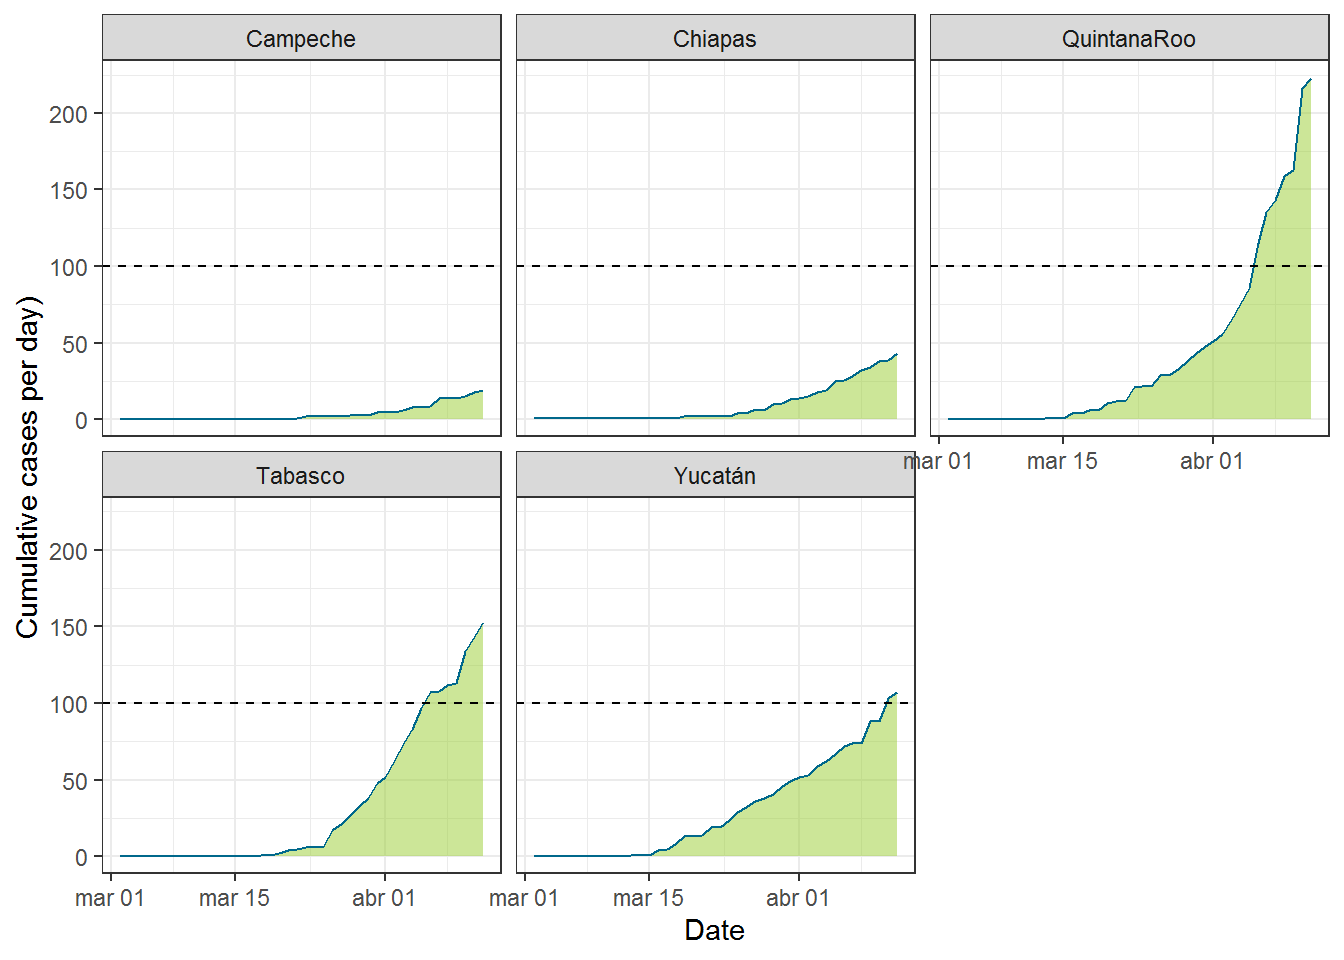 Campeche
Chiapas
QuintanaRoo
200
150
100
50
0
mar 01
mar 15
abr 01
Tabasco
Yucatán
200
150
100
50
0
mar 01
mar 15
abr 01
mar 01
mar 15
abr 01
Cumulative cases per day)
Date